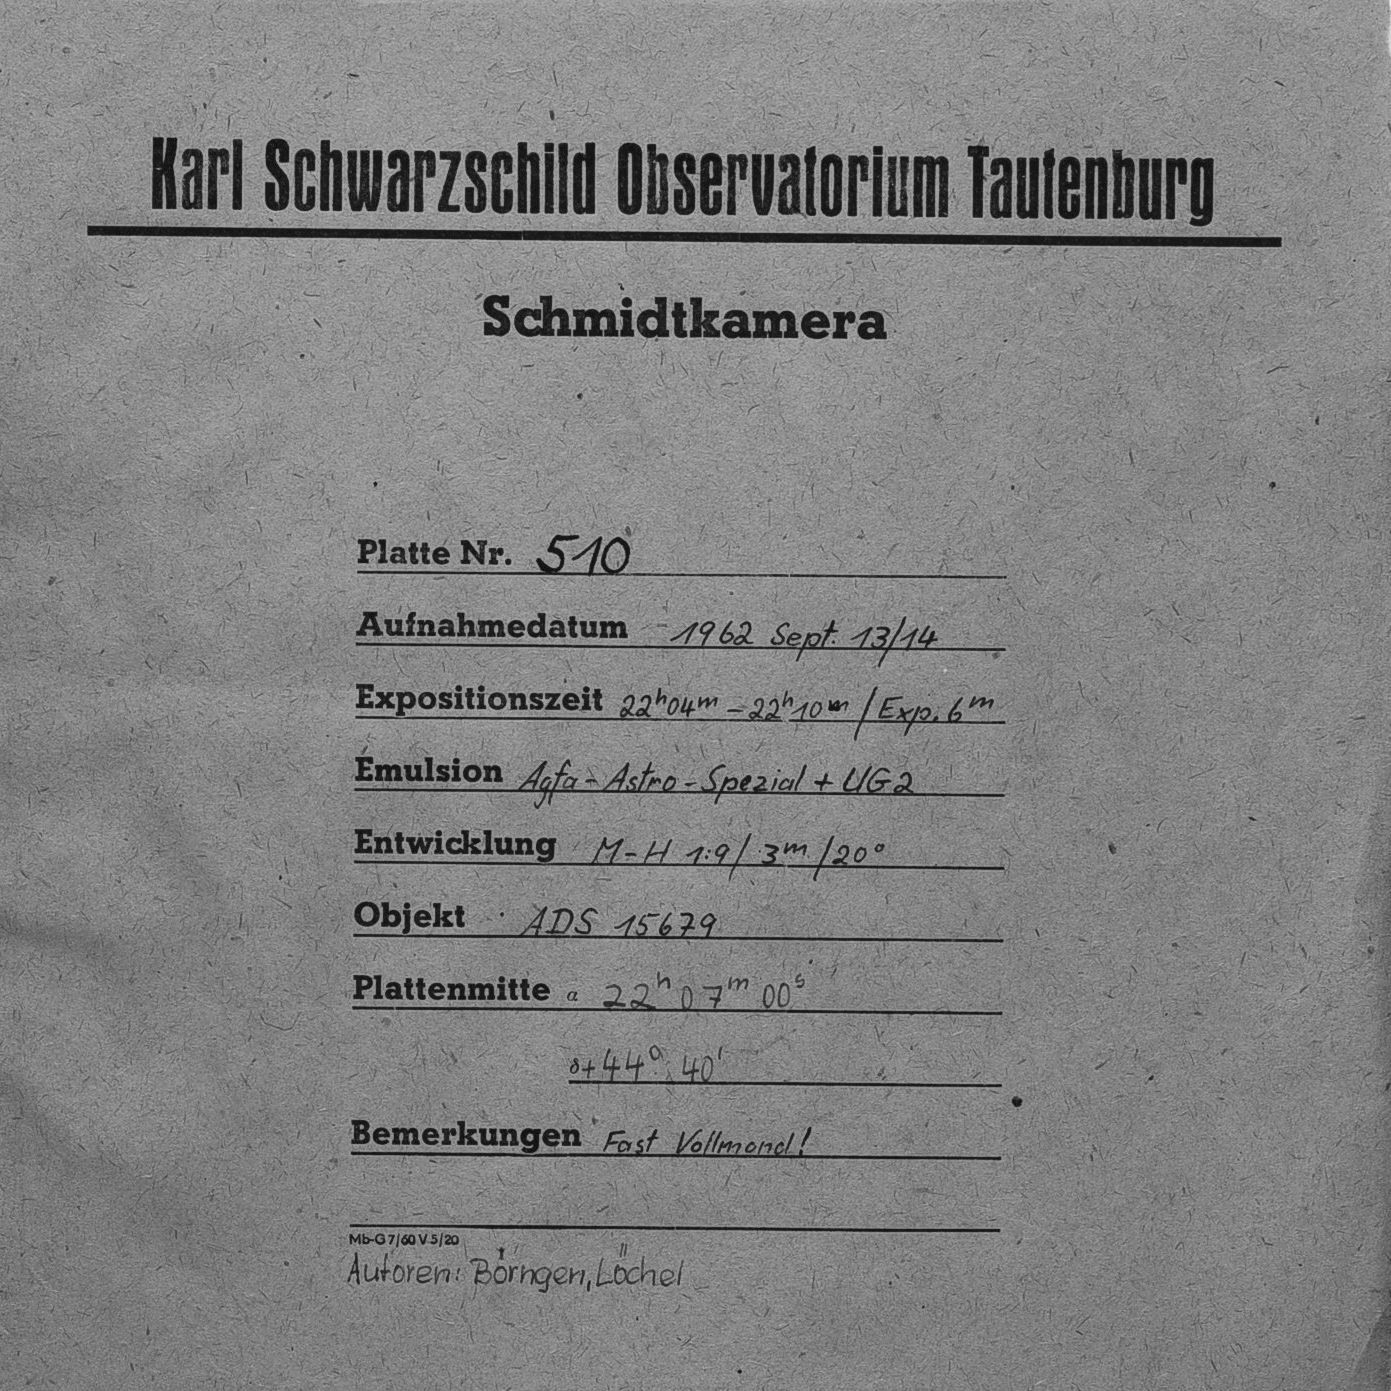 Karl Schwarzschild Observatorium Tautenburg
Schmidtkamera
Platte Nr. 510
Aufnahmedatum 1962 Sept. 13/14
Expositionszeit 22ʰ04ᵐ – 22ʰ10ᵐ / Exp. 6ᵐ
Emulsion Agfa-Astro-Spezial + UG2
Entwicklung M-H 1:9 / 3ᵐ / 20°
Objekt ADS 15679
Plattenmitte α 22ʰ 07ᵐ 00ˢ
δ + 44° 40'
Bemerkungen Fast Vollmond!
Mb-G 7/60 V 5/20
Autoren: Börngen, Löchel